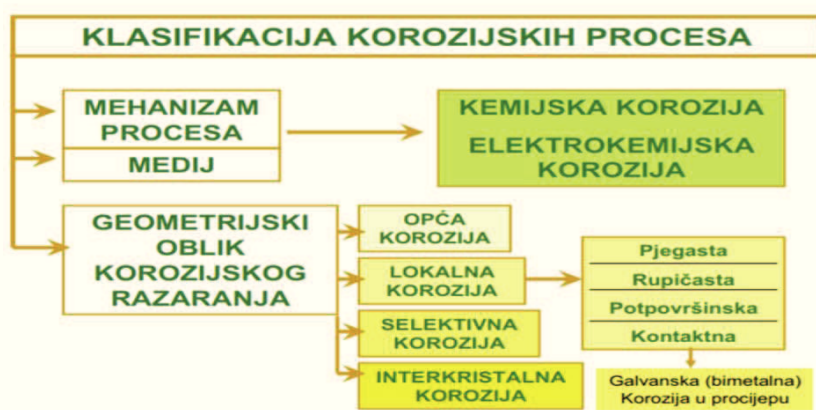 KLASIFIKACIJA KOROZIJSKIH PROCESA
MEHANIZAM
PROCESA
MEDIJ
KEMIJSKA KOROZIJA
ELEKTROKEMIJSKA
KOROZIJA
GEOMETRIJSKI
OBLIK
KOROZIJSKOG
RAZARANJA
OPĆA
KOROZIJA
LOKALNA
KOROZIJA
SELEKTIVNA
KOROZIJA
INTERKRISTALNA
KOROZIJA
Pjegasta
Rupičasta
Potpovršinska
Kontaktna
Galvanska (bimetalna)
Korozija u procijepu